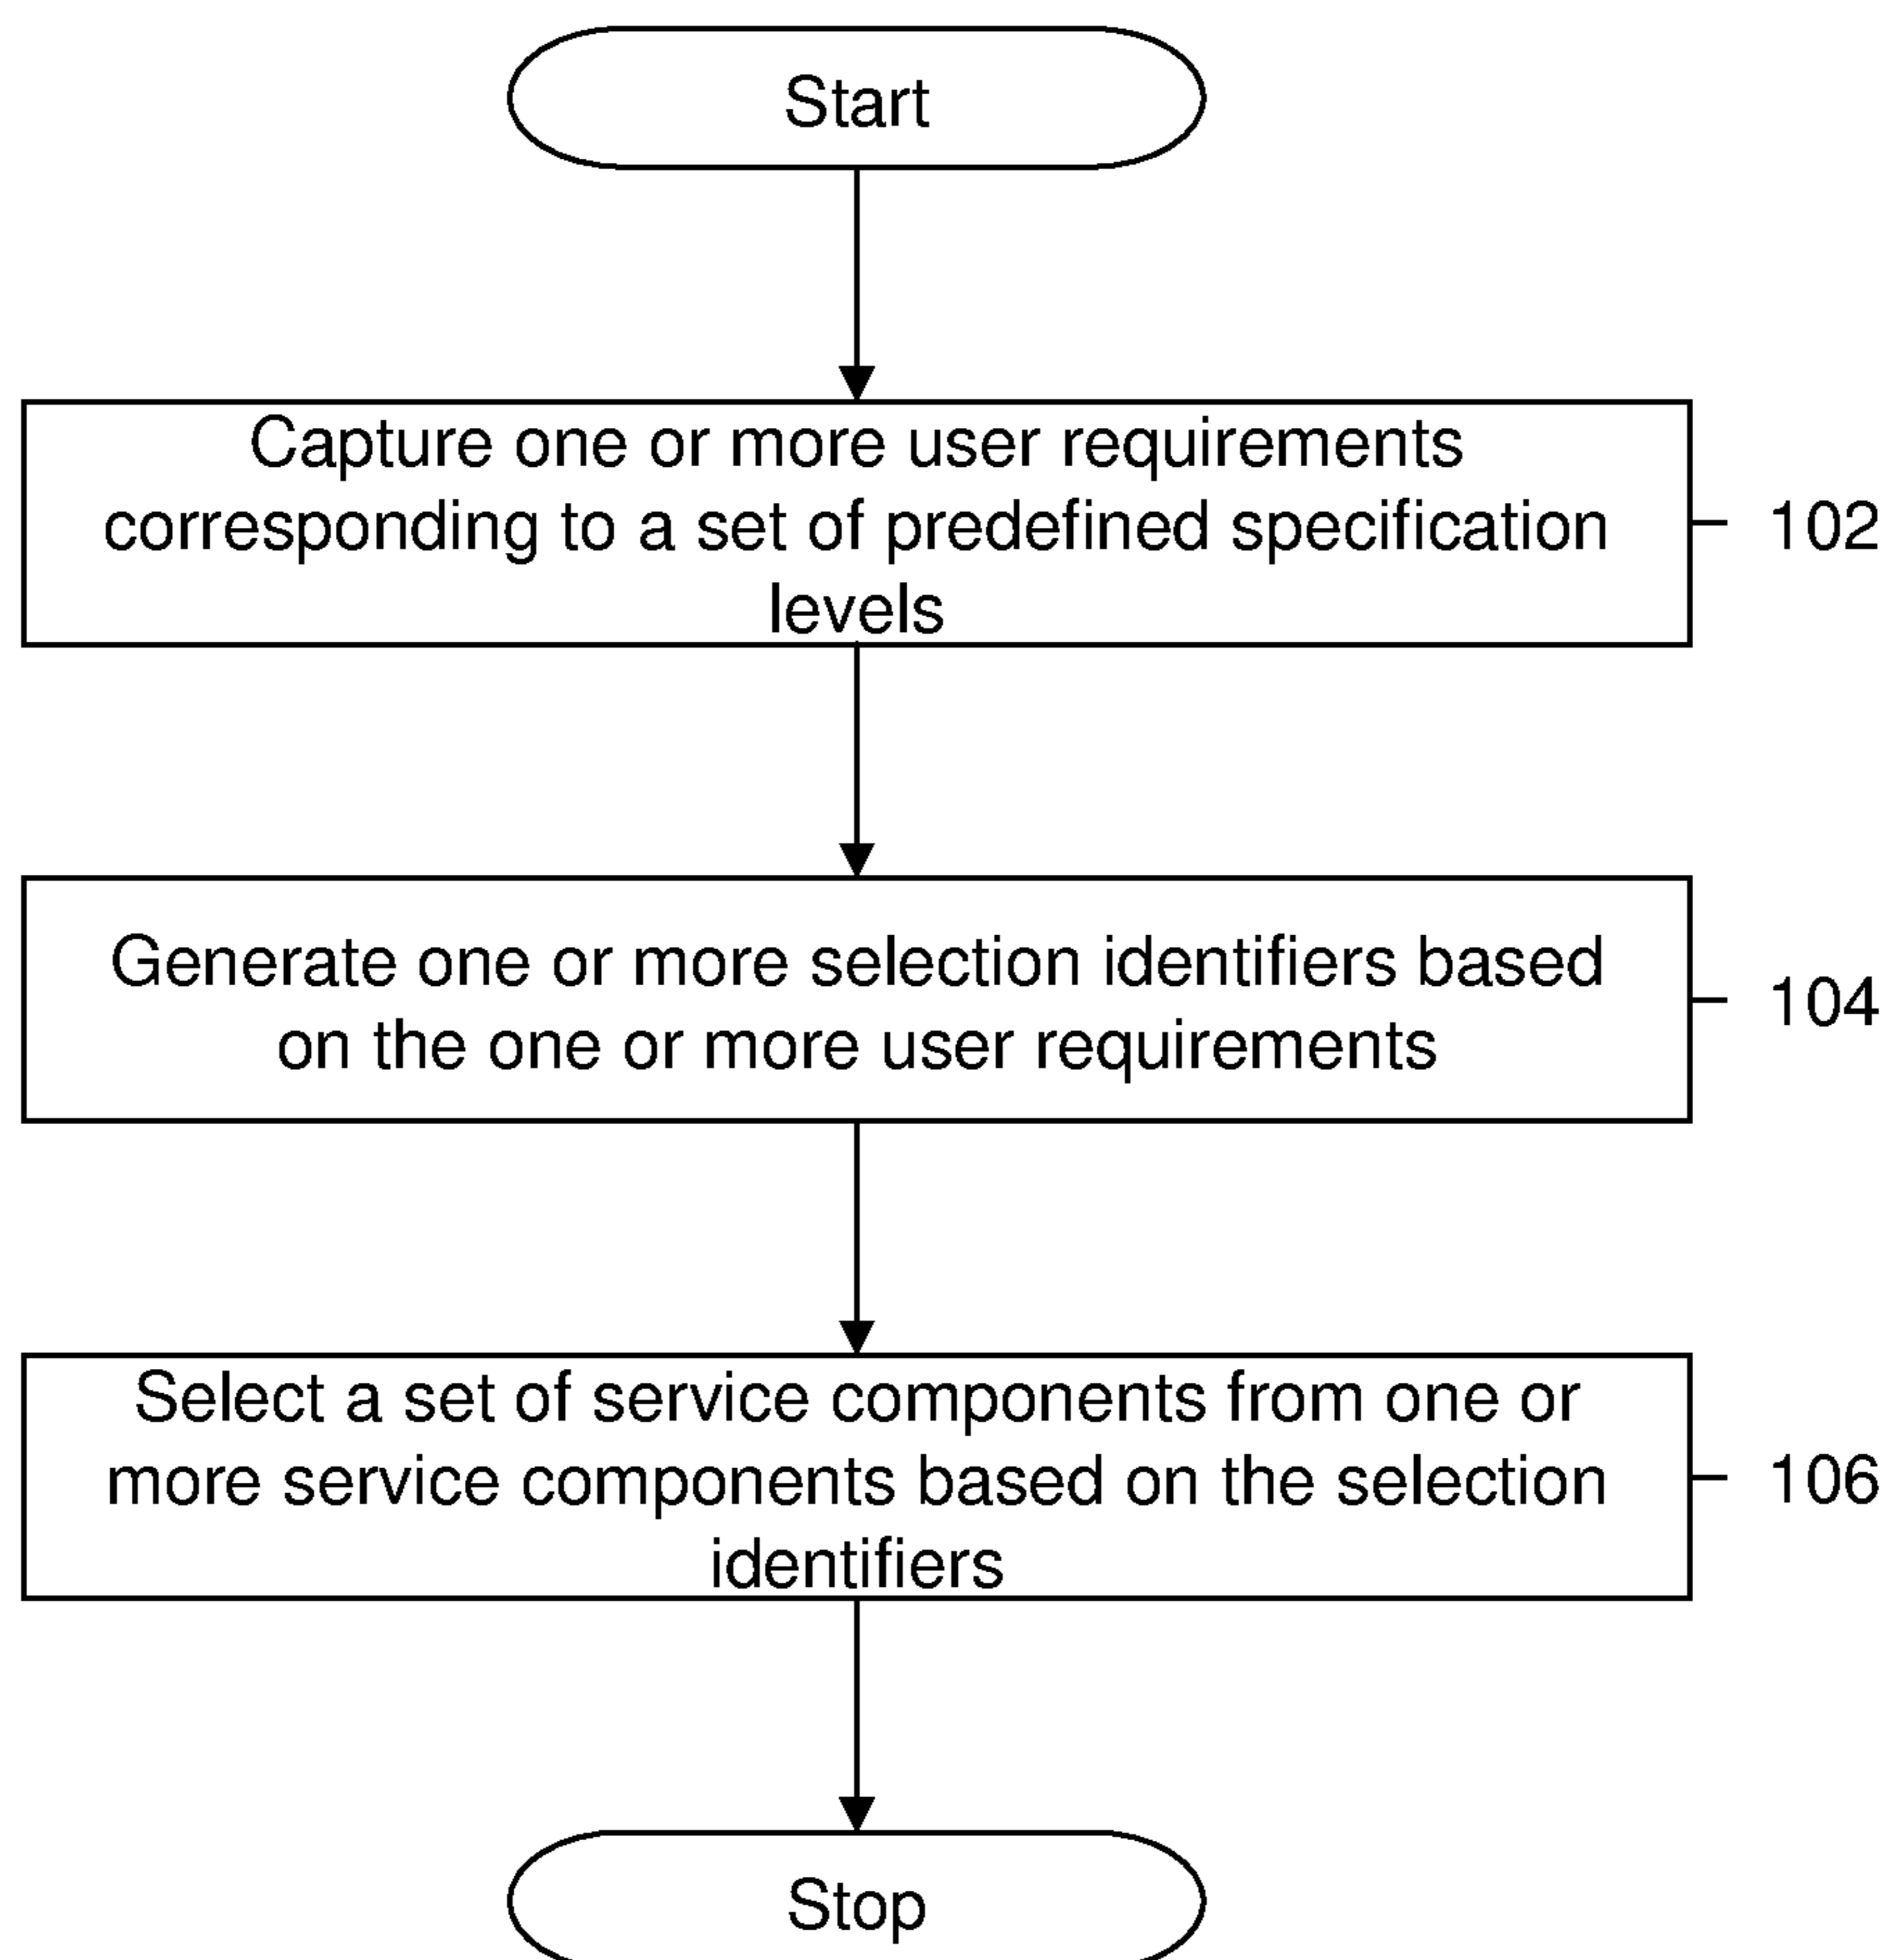 Start
Capture one or more user requirements
corresponding to a set of predefined specification
levels
102
Generate one or more selection identifiers based
on the one or more user requirements
104
Select a set of service components from one or
more service components based on the selection
identifiers
106
Stop